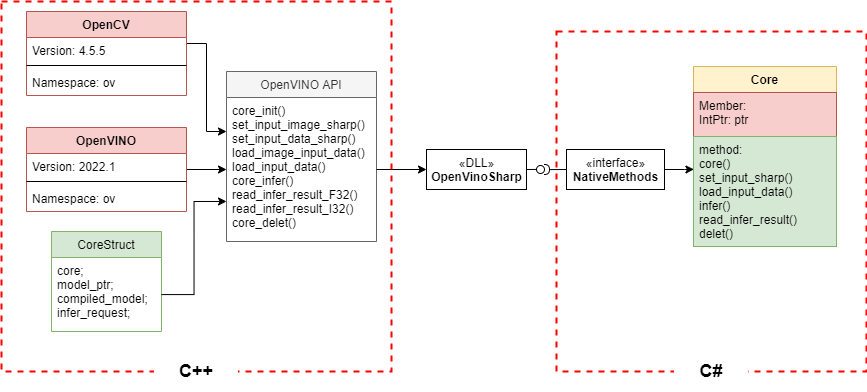 OpenCV
Version: 4.5.5
Namespace: ov
OpenVINO
Version: 2022.1
Namespace: ov
CoreStruct
core;
model_ptr;
compiled_model;
infer_request;
OpenVINO API
core_init()
set_input_image_sharp()
set_input_data_sharp()
load_image_input_data()
load_input_data()
core_infer()
read_infer_result_F32()
read_infer_result_I32()
core_delet()
C++
«DLL»
OpenVinoSharp
«interface»
NativeMethods
Core
Member:
IntPtr: ptr
method:
core()
set_input_sharp()
load_input_data()
infer()
read_infer_result()
delet()
C#